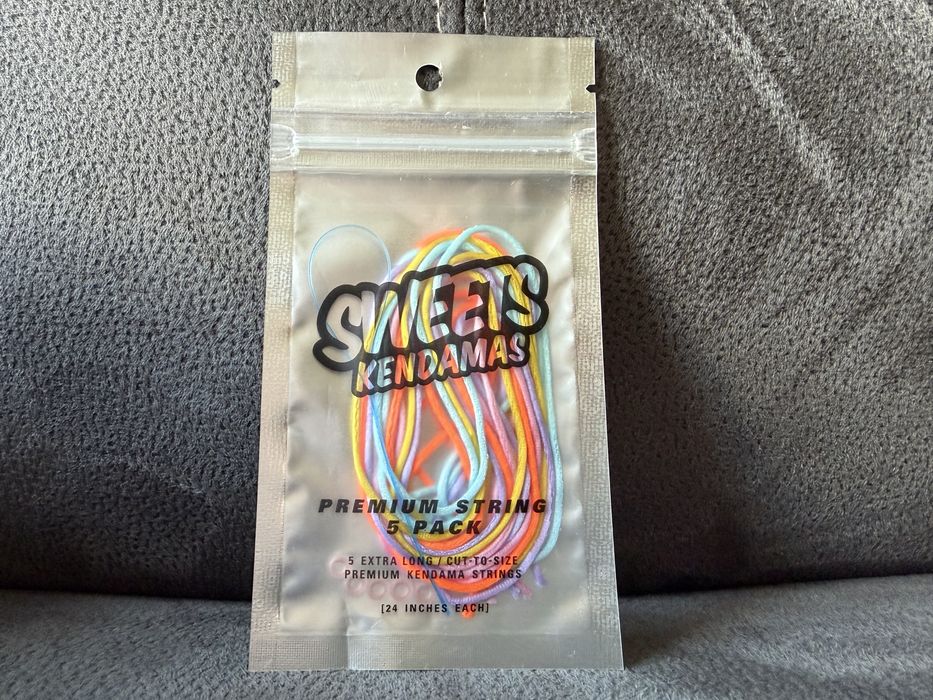 SWEETS
KENDAMAS
PREMIUM STRING
5 PACK
5 EXTRA LONG / CUT-TO-SIZE
PREMIUM KENDAMA STRINGS
[24 INCHES EACH]